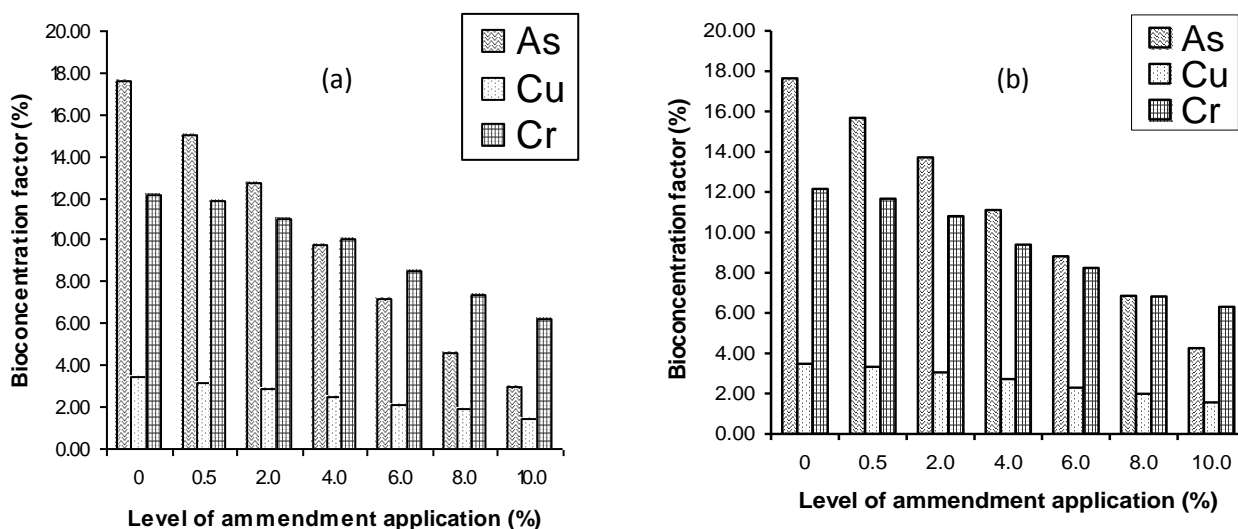 20.00
18.00
16.00
14.00
12.00
10.00
8.00
6.00
4.00
2.00
0.00
Bioconcentration factor (%)
(a)
As
Cu
Cr
0 0.5 2.0 4.0 6.0 8.0 10.0
Level of ammendment application (%)
20.00
18.00
16.00
14.00
12.00
10.00
8.00
6.00
4.00
2.00
0.00
Bioconcentration factor (%)
(b)
As
Cu
Cr
0 0.5 2.0 4.0 6.0 8.0 10.0
Level of ammendment application (%)